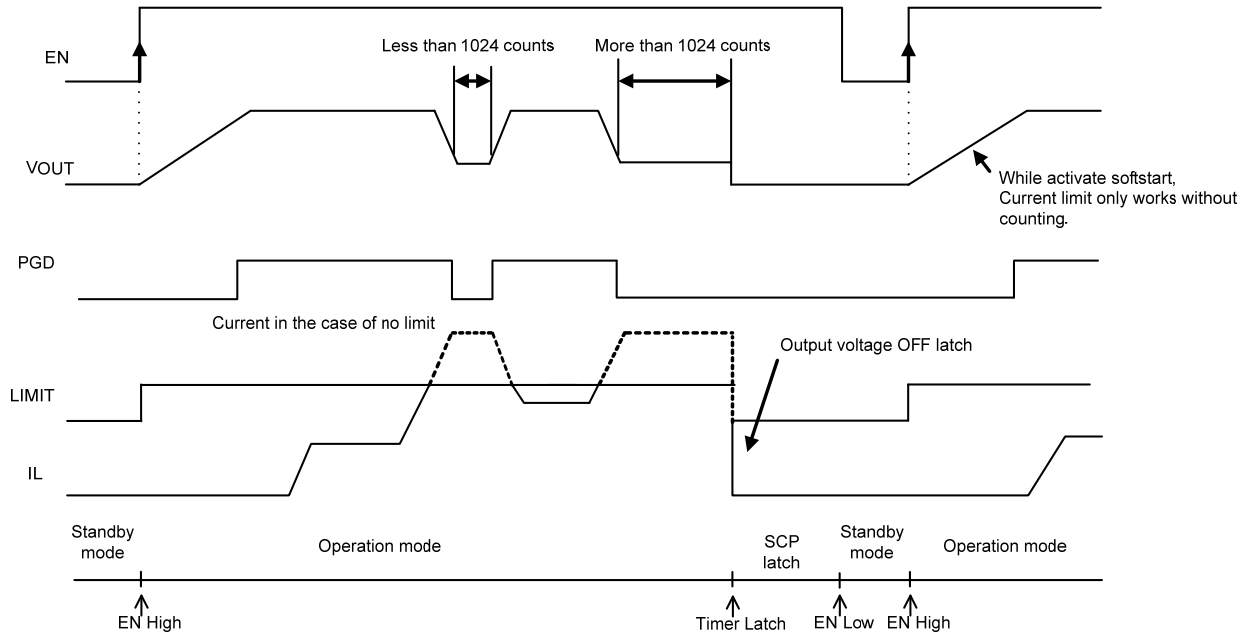 EN
Less than 1024 counts
More than 1024 counts
VOUT
While activate softstart,
Current limit only works without
counting.
PGD
Current in the case of no limit
Output voltage OFF latch
LIMIT
IL
Standby
mode
Operation mode
SCP
latch
Standby
mode
Operation mode
EN High
Timer Latch
EN Low
EN High